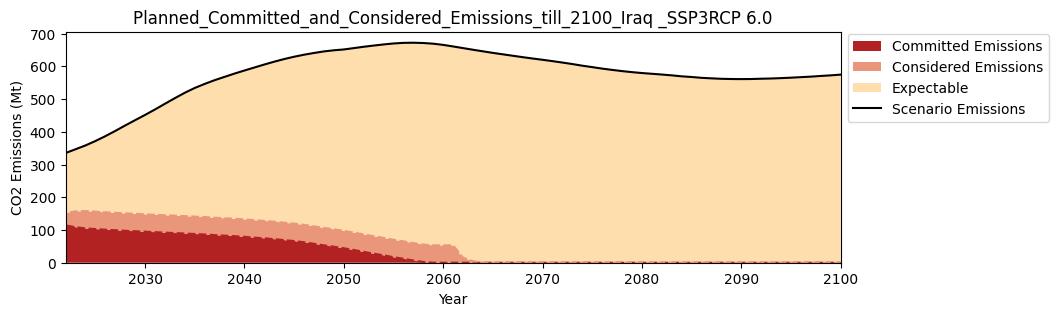 Planned_Committed_and_Considered_Emissions_till_2100_Iraq _SSP3RCP 6.0
700
600
500
400
300
200
100
0
CO2 Emissions (Mt)
2030
2040
2050
2060
2070
2080
2090
2100
Year
Committed Emissions
Considered Emissions
Expectable
Scenario Emissions